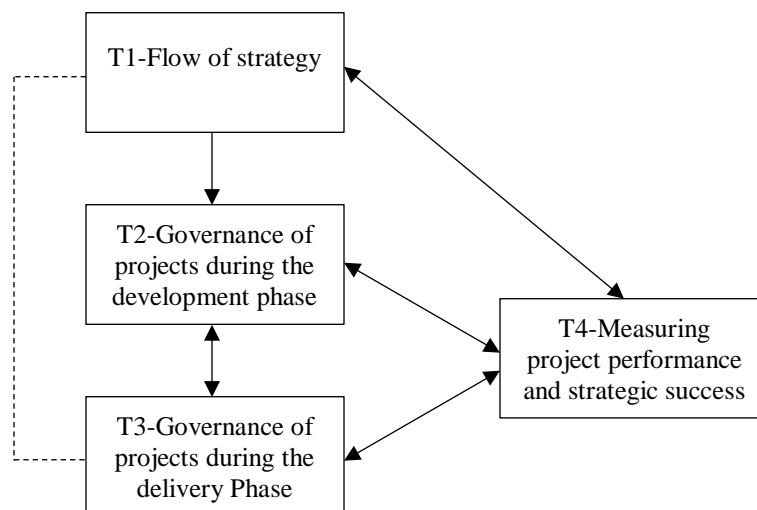 T1-Flow of strategy
T2-Governance of
projects during the
development phase
T4-Measuring
project performance
and strategic success
T3-Governance of
projects during the
delivery Phase